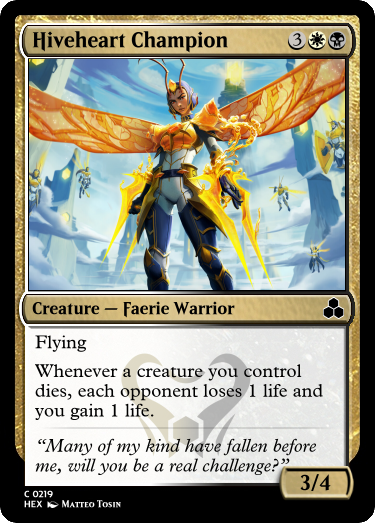 Hiveheart Champion 3
Creature — Faerie Warrior
Flying
Whenever a creature you control
dies, each opponent loses 1 life and
you gain 1 life.
“Many of my kind have fallen before
me, will you be a real challenge?”
3/4
C 0219
HEX Matteo Tosin